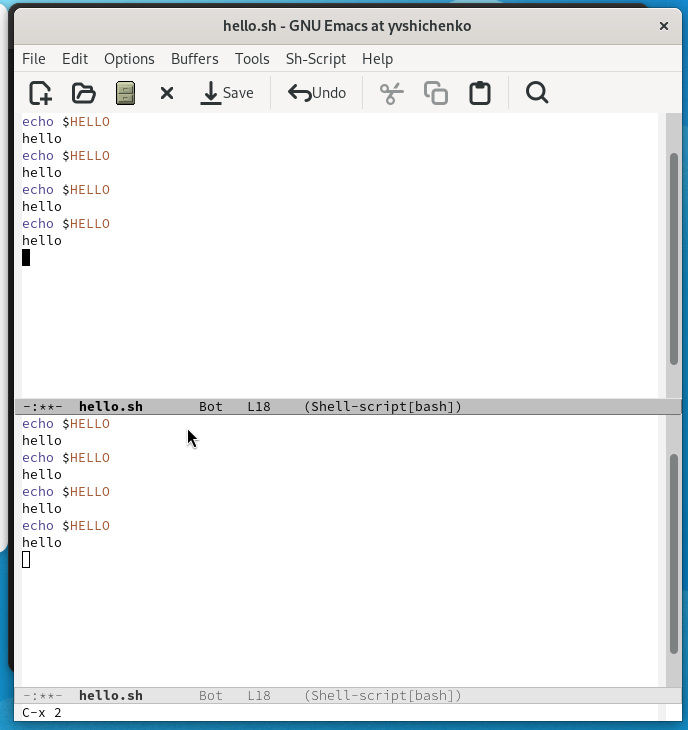 hello.sh - GNU Emacs at yvshichenko
File Edit Options Buffers Tools Sh-Script Help
Save Undo
echo $HELLO
hello
echo $HELLO
hello
echo $HELLO
hello
echo $HELLO
hello
-:**- hello.sh Bot L18 (Shell-script[bash])
echo $HELLO
hello
echo $HELLO
hello
echo $HELLO
hello
echo $HELLO
hello
-:**- hello.sh Bot L18 (Shell-script[bash])
C-x 2